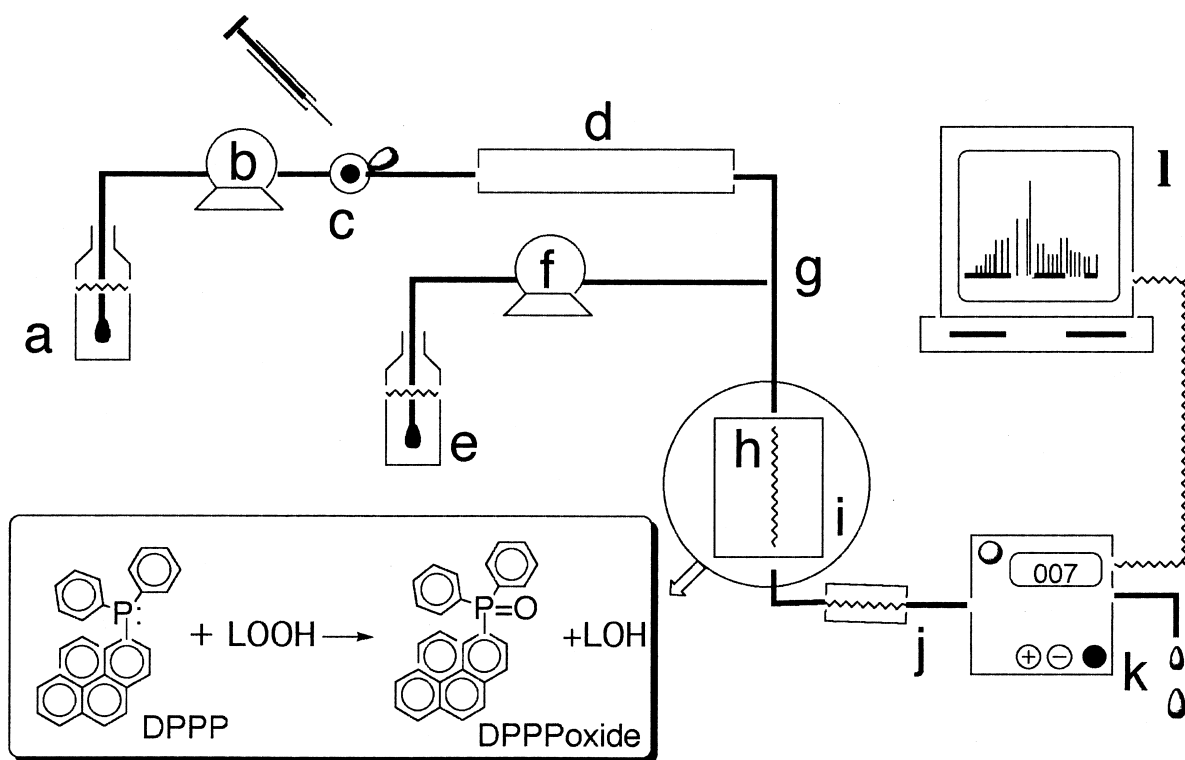 d
b
l
c
f
g
a
e
h
i
007
j
k
+ −
P: + LOOH → P=O +LOH
DPPP
DPPPoxide